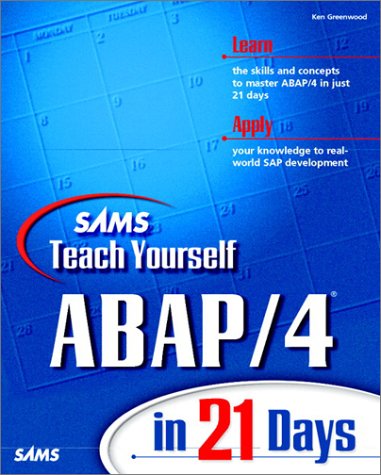 Ken Greenwood
Learn
the skills and concepts
to master ABAP/4 in just
21 days
Apply
your knowledge to real-
world SAP development
SAMS
Teach Yourself
ABAP/4®
in 21 Days
SAMS